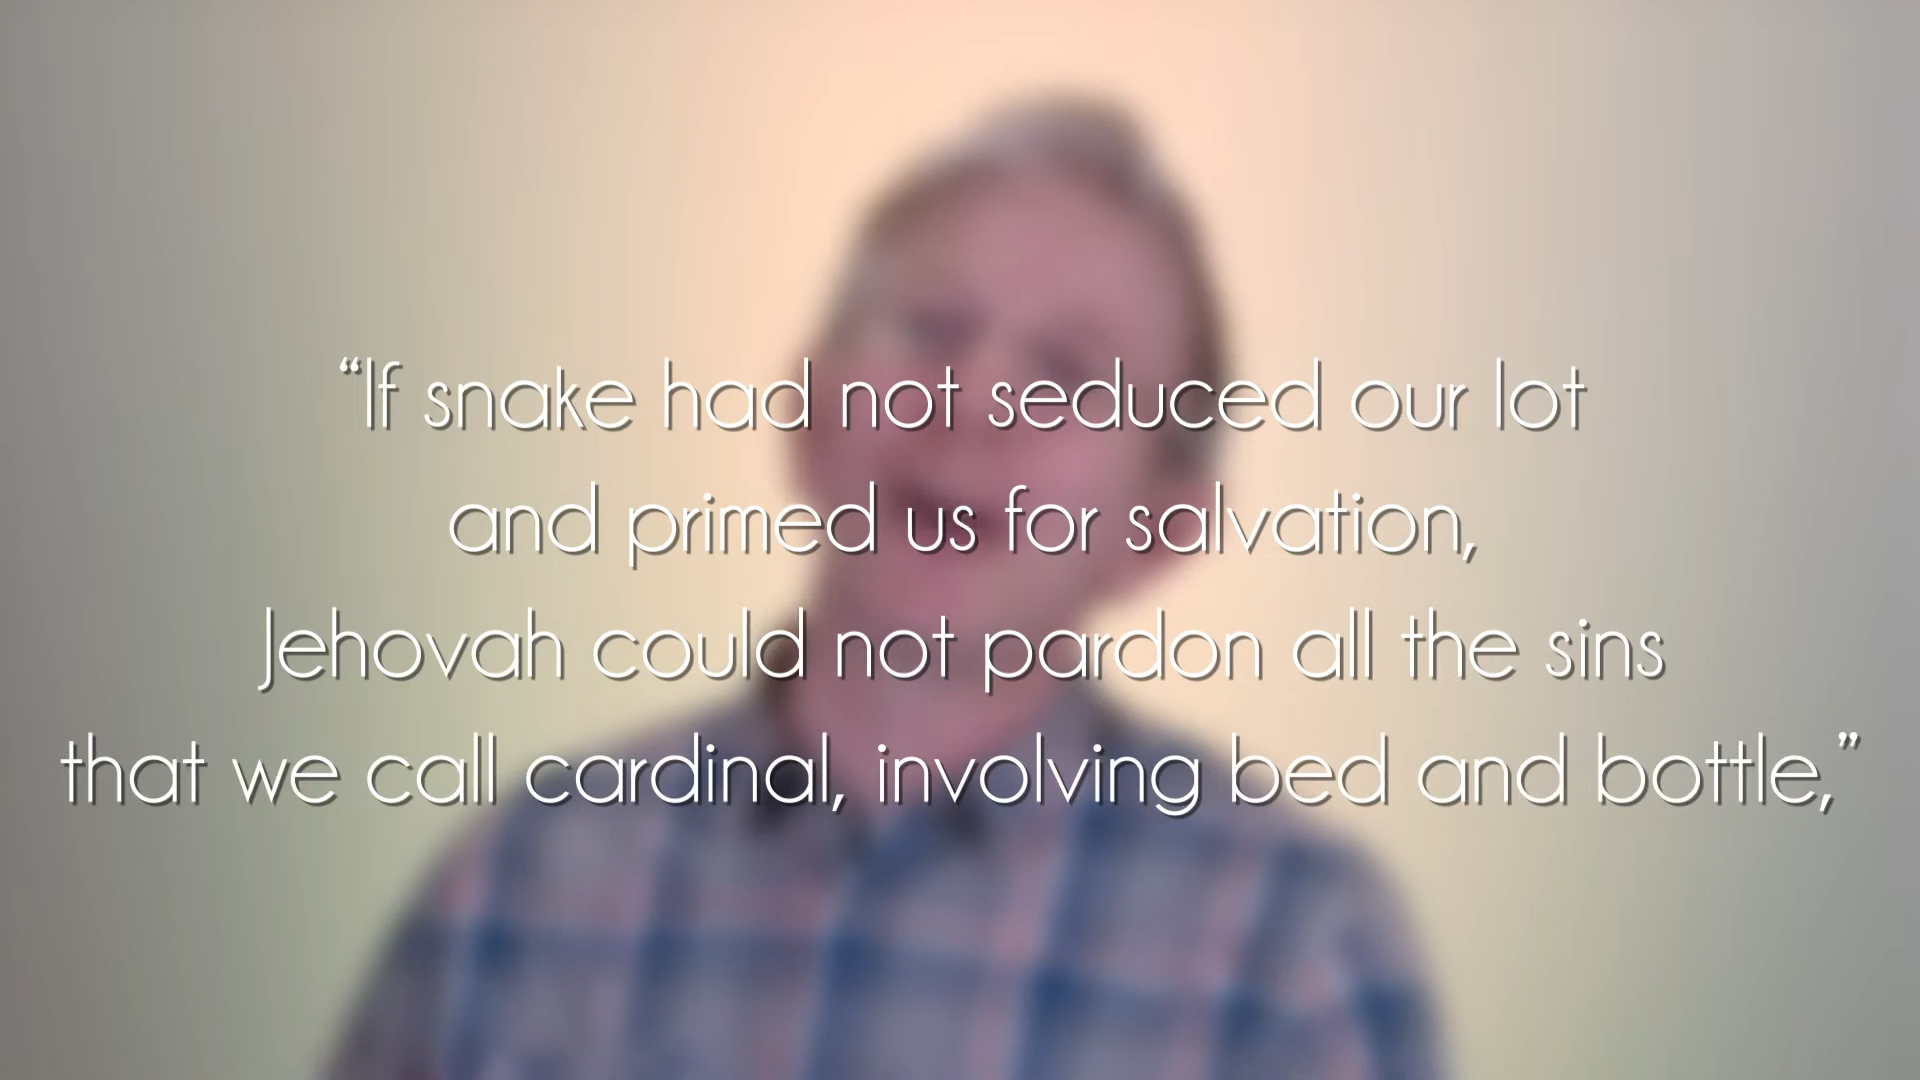 “If snake had not seduced our lot
and primed us for salvation,
Jehovah could not pardon all the sins
that we call cardinal, involving bed and bottle,”